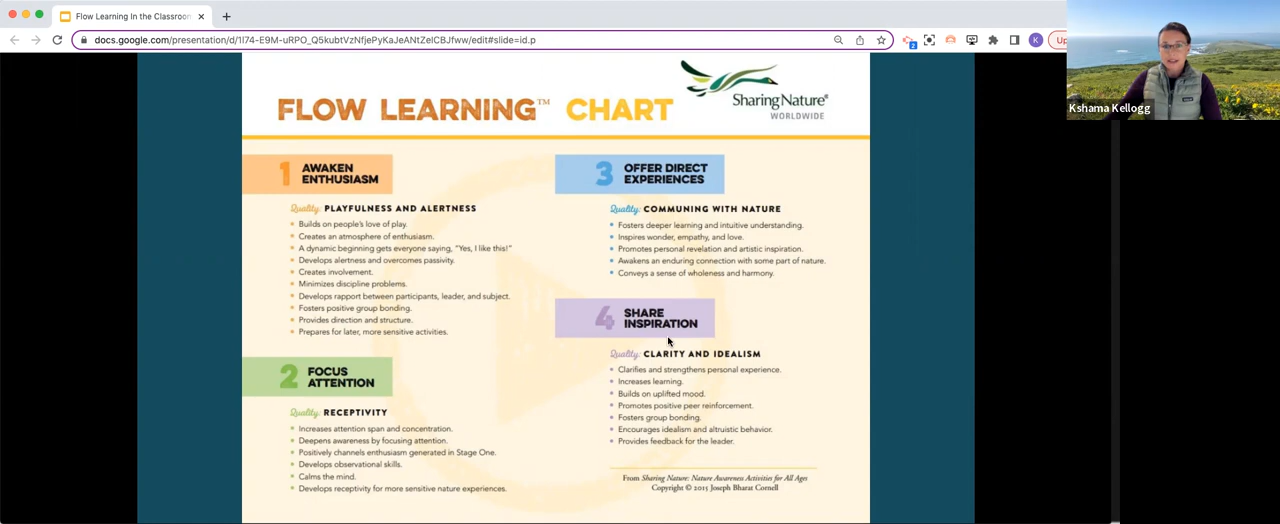 Flow Learning In the Classroom
docs.google.com/presentation/d/1l74-E9M-uRPO_Q5kubtVzNfjePyKaJeANtZelCBJfww/edit#slide=id.p
2
K
Kshama Kellogg
FLOW LEARNING™ CHART
Sharing Nature®
WORLDWIDE
1 AWAKEN
ENTHUSIASM
Quality: PLAYFULNESS AND ALERTNESS
• Builds on people's love of play.
• Creates an atmosphere of enthusiasm.
• A dynamic beginning gets everyone saying, "Yes, I like this!"
• Develops alertness and overcomes passivity.
• Creates involvement.
• Minimizes discipline problems.
• Develops rapport between participants, leader, and subject.
• Fosters positive group bonding.
• Provides direction and structure.
• Prepares for later, more sensitive activities.
2 FOCUS
ATTENTION
Quality: RECEPTIVITY
• Increases attention span and concentration.
• Deepens awareness by focusing attention.
• Positively channels enthusiasm generated in Stage One.
• Develops observational skills.
• Calms the mind.
• Develops receptivity for more sensitive nature experiences.
3 OFFER DIRECT
EXPERIENCES
Quality: COMMUNING WITH NATURE
• Fosters deeper learning and intuitive understanding.
• Inspires wonder, empathy, and love.
• Promotes personal revelation and artistic inspiration.
• Awakens an enduring connection with some part of nature.
• Conveys a sense of wholeness and harmony.
4 SHARE
INSPIRATION
Quality: CLARITY AND IDEALISM
• Clarifies and strengthens personal experience.
• Increases learning.
• Builds on uplifted mood.
• Promotes positive peer reinforcement.
• Fosters group bonding.
• Encourages idealism and altruistic behavior.
• Provides feedback for the leader.
From Sharing Nature: Nature Awareness Activities for All Ages
Copyright © 2015 Joseph Bharat Cornell